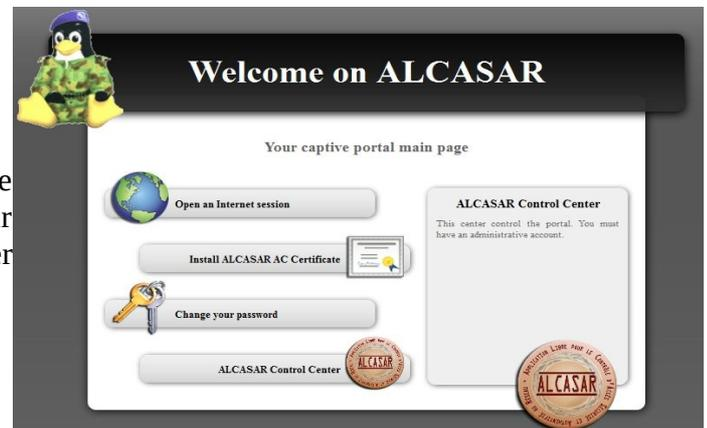 Welcome on ALCASAR
Your captive portal main page
e
r
er
Open an Internet session
Install ALCASAR AC Certificate
Change your password
ALCASAR Control Center
ALCASAR
ALCASAR Control Center
This center control the portal. You must
have an administrative account.
ALCASAR